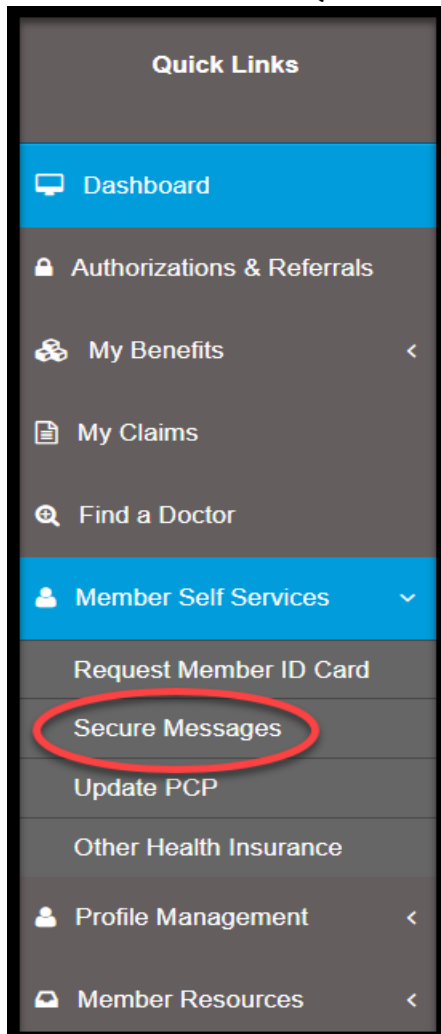 Quick Links
Dashboard
Authorizations & Referrals
My Benefits
My Claims
Find a Doctor
Member Self Services
Request Member ID Card
Secure Messages
Update PCP
Other Health Insurance
Profile Management
Member Resources